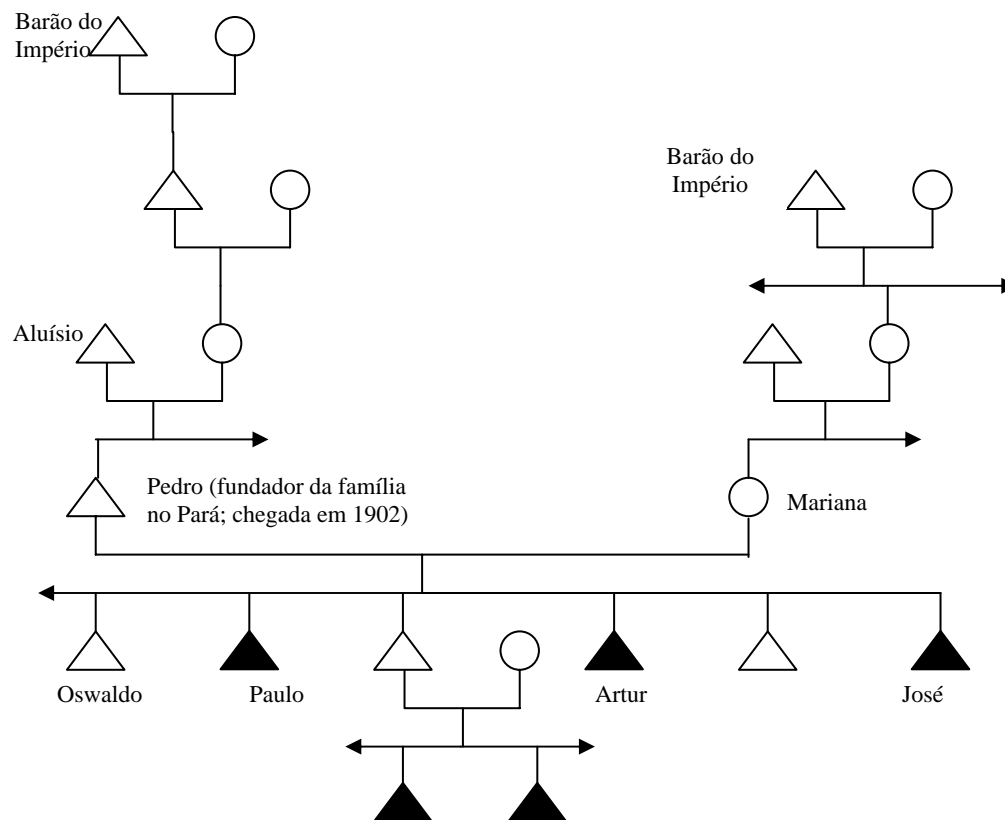 Barão do
Império
Barão do
Império
Aluísio
Pedro (fundador da família
no Pará; chegada em 1902)
Mariana
Oswaldo
Paulo
Artur
José